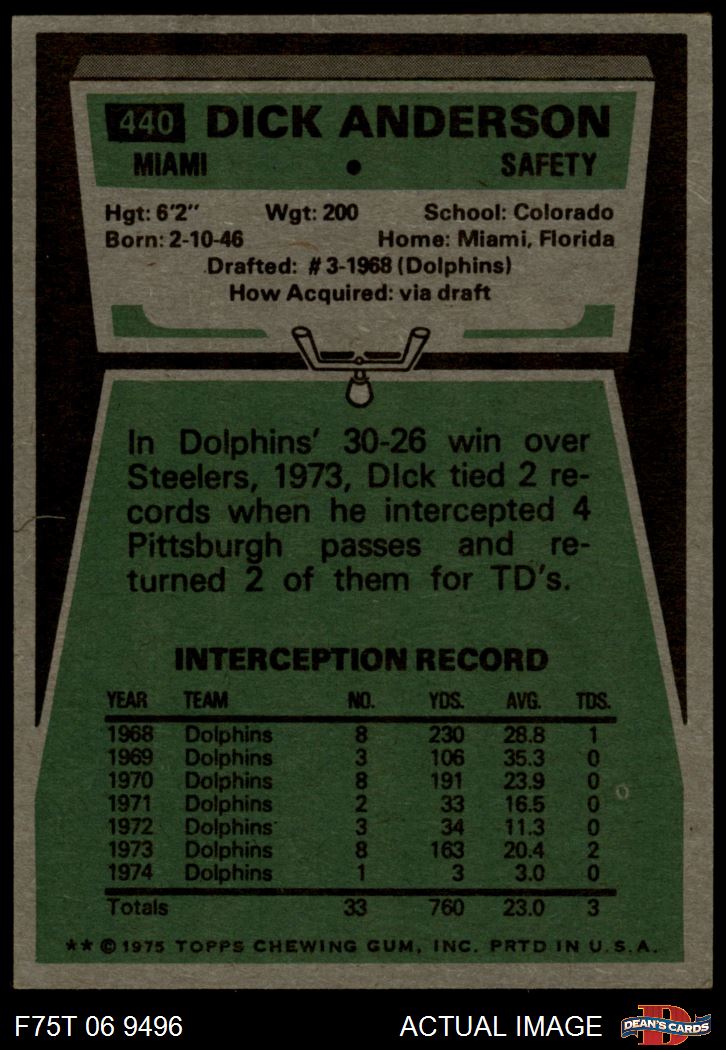 440 DICK ANDERSON
MIAMI • SAFETY
Hgt: 6'2" Wgt: 200 School: Colorado
Born: 2-10-46 Home: Miami, Florida
Drafted: #3-1968 (Dolphins)
How Acquired: via draft
In Dolphins' 30-26 win over
Steelers, 1973, DIck tied 2 re-
cords when he intercepted 4
Pittsburgh passes and re-
turned 2 of them for TD's.
INTERCEPTION RECORD
YEAR TEAM NO. YDS. AVG. TDS.
1968 Dolphins 8 230 28.8 1
1969 Dolphins 3 106 35.3 0
1970 Dolphins 8 191 23.9 0
1971 Dolphins 2 33 16.5 0
1972 Dolphins 3 34 11.3 0
1973 Dolphins 8 163 20.4 2
1974 Dolphins 1 3 3.0 0
Totals 33 760 23.0 3
** © 1975 TOPPS CHEWING GUM, INC. PRTD IN U.S.A.
F75T 06 9496 ACTUAL IMAGE D DEAN'S CARDS